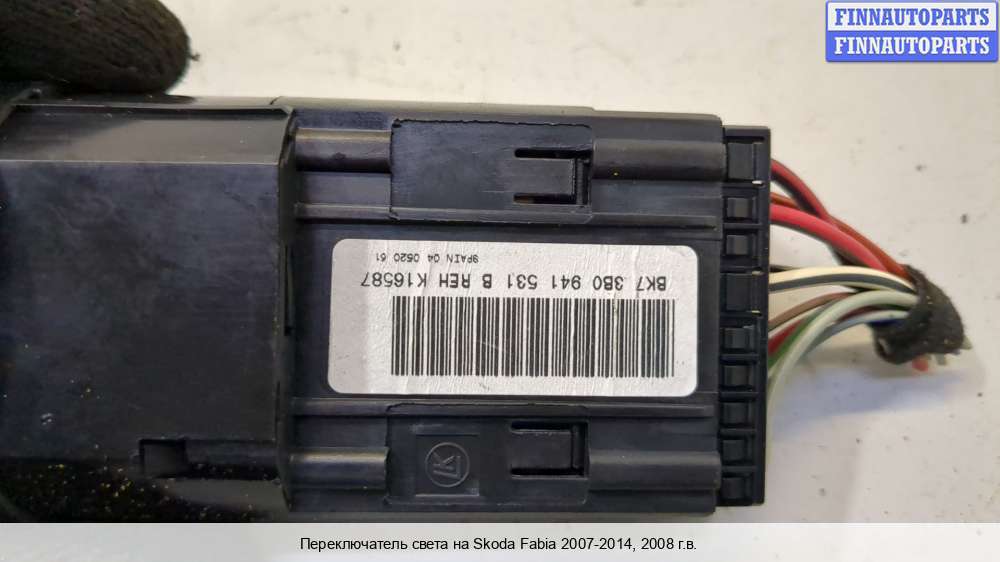 FINNAUTOPARTS
FINNAUTOPARTS
BK7 3B0 941 531 B REH K16587
SPAIN 04 0520 61
LK
Переключатель света на Skoda Fabia 2007-2014, 2008 г.в.